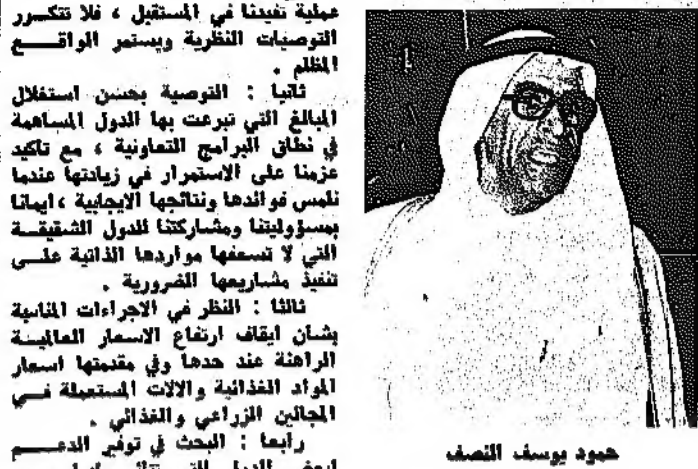 عملية تفيدنا في المستقبل ، فلا تتكرر
التوصيات النظرية ويستمر الواقع
المظلم .
ثانيا : التوصية بحسن استغلال
المبالغ التي تبرعت بها الدول المساهمة
في نطاق البرامج التعاونية ، مع تاكيد
عزمنا على الاستمرار في زيادتها عندما
نلمس فوائدها ونتائجها الايجابية ، ايمانا
بمسؤوليتنا ومشاركتنا للدول الشقيقة
التي لا تسعفها مواردها الذاتية على
تنفيذ مشاريعها الضرورية .
ثالثا : النظر في الاجراءات المناسبة
بشأن ايقاف ارتفاع الاسعار العالمية
الراهنة عند حدها وفي مقدمتها اسعار
المواد الغذائية والالات المستعملة في
المجالين الزراعي والغذائي .
رابعا : البحث في توفير الدعم
لبعض الدول التي
حمود يوسف النصف